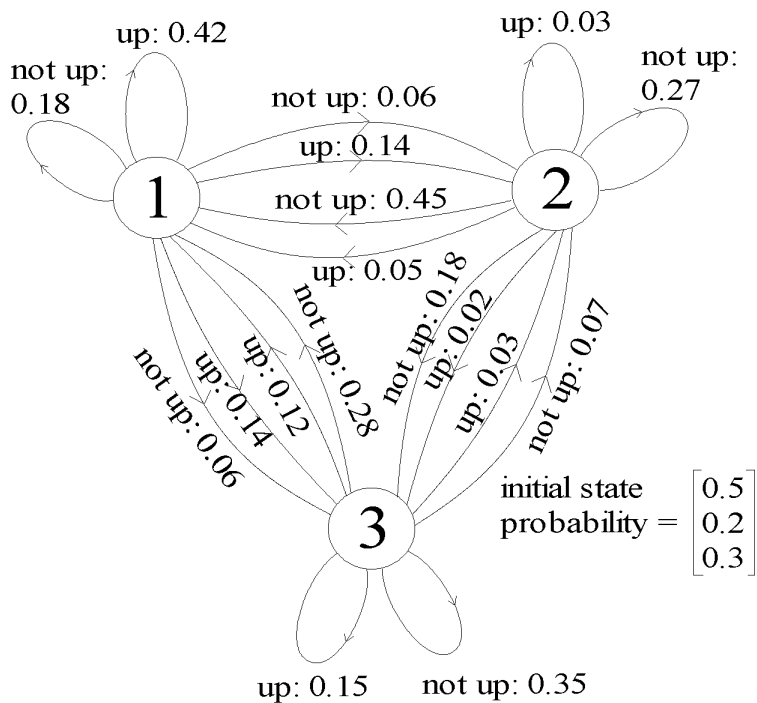 up: 0.42
not up:
0.18
up: 0.03
not up:
0.27
not up: 0.06
up: 0.14
not up: 0.45
up: 0.05
1
2
not up: 0.06
up: 0.14
up: 0.12
not up: 0.28
not up: 0.18
up: 0.02
up: 0.03
not up: 0.07
3
initial state
probability =
0.5
0.2
0.3
up: 0.15
not up: 0.35